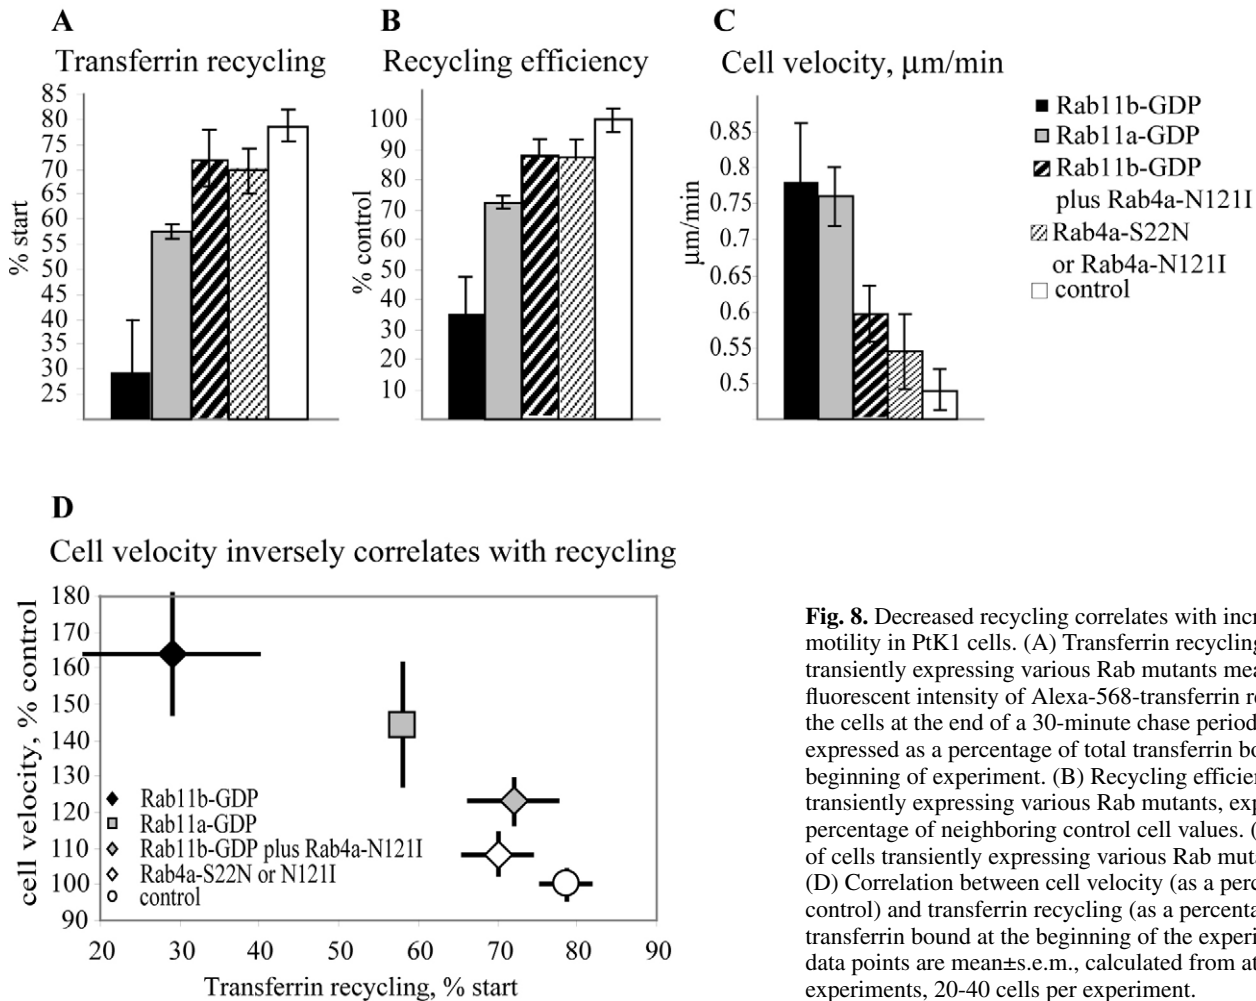 A
Transferrin recycling
85
80
75
70
65
60
55
50
40
30
25
% start
B
Recycling efficiency
100
90
80
70
60
50
40
30
20
10
% control
C
Cell velocity, µm/min
0.85
0.8
0.75
0.7
0.65
0.6
0.55
0.5
µm/min
Rab11b-GDP
Rab11a-GDP
Rab11b-GDP
plus Rab4a-N121I
Rab4a-S22N
or Rab4a-N121I
control
D
Cell velocity inversely correlates with recycling
180
170
160
150
140
130
120
110
100
90
cell velocity, % control
Rab11b-GDP
Rab11a-GDP
Rab11b-GDP plus Rab4a-N121I
Rab4a-S22N or N121I
control
20 30 40 50 60 70 80 90
Transferrin recycling, % start
Fig. 8. Decreased recycling correlates with incr
motility in PtK1 cells. (A) Transferrin recycling
transiently expressing various Rab mutants mea
fluorescent intensity of Alexa-568-transferrin re
the cells at the end of a 30-minute chase period
expressed as a percentage of total transferrin bo
beginning of experiment. (B) Recycling efficien
transiently expressing various Rab mutants, exp
percentage of neighboring control cell values. (
of cells transiently expressing various Rab muta
(D) Correlation between cell velocity (as a perc
control) and transferrin recycling (as a percenta
transferrin bound at the beginning of the experi
data points are mean±s.e.m., calculated from at
experiments, 20-40 cells per experiment.